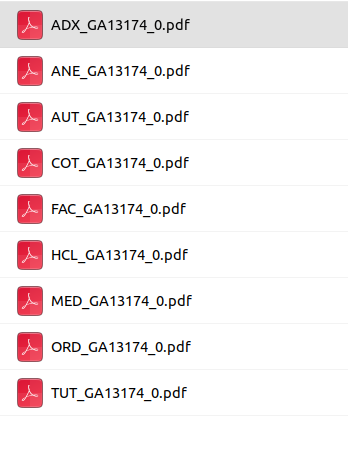 ADX_GA13174_0.pdf
ANE_GA13174_0.pdf
AUT_GA13174_0.pdf
COT_GA13174_0.pdf
FAC_GA13174_0.pdf
HCL_GA13174_0.pdf
MED_GA13174_0.pdf
ORD_GA13174_0.pdf
TUT_GA13174_0.pdf